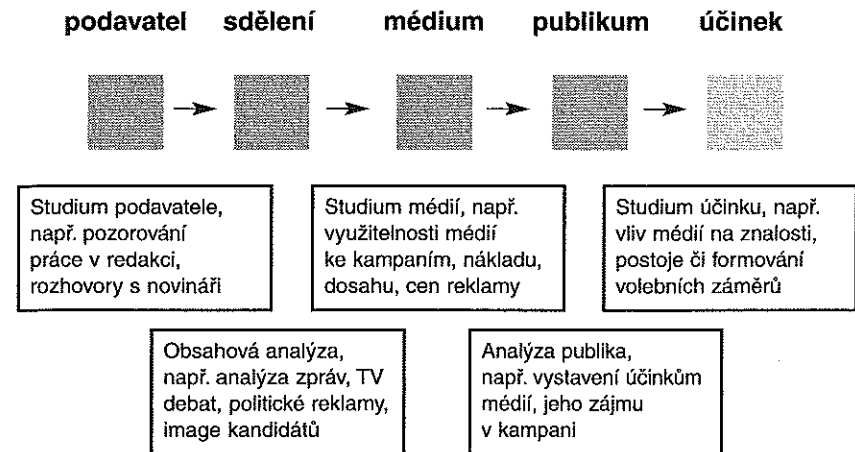 podavatel sdělení médium publikum účinek
Studium podavatele,
např. pozorování
práce v redakci,
rozhovory s novináři
Studium médií, např.
využitelnosti médií
ke kampaním, nákladu,
dosahu, cen reklamy
Studium účinku, např.
vliv médií na znalosti,
postoje či formování
volebních záměrů
Obsahová analýza,
např. analýza zpráv, TV
debat, politické reklamy,
image kandidátů
Analýza publika,
např. vystavení účinkům
médií, jeho zájmu
v kampani